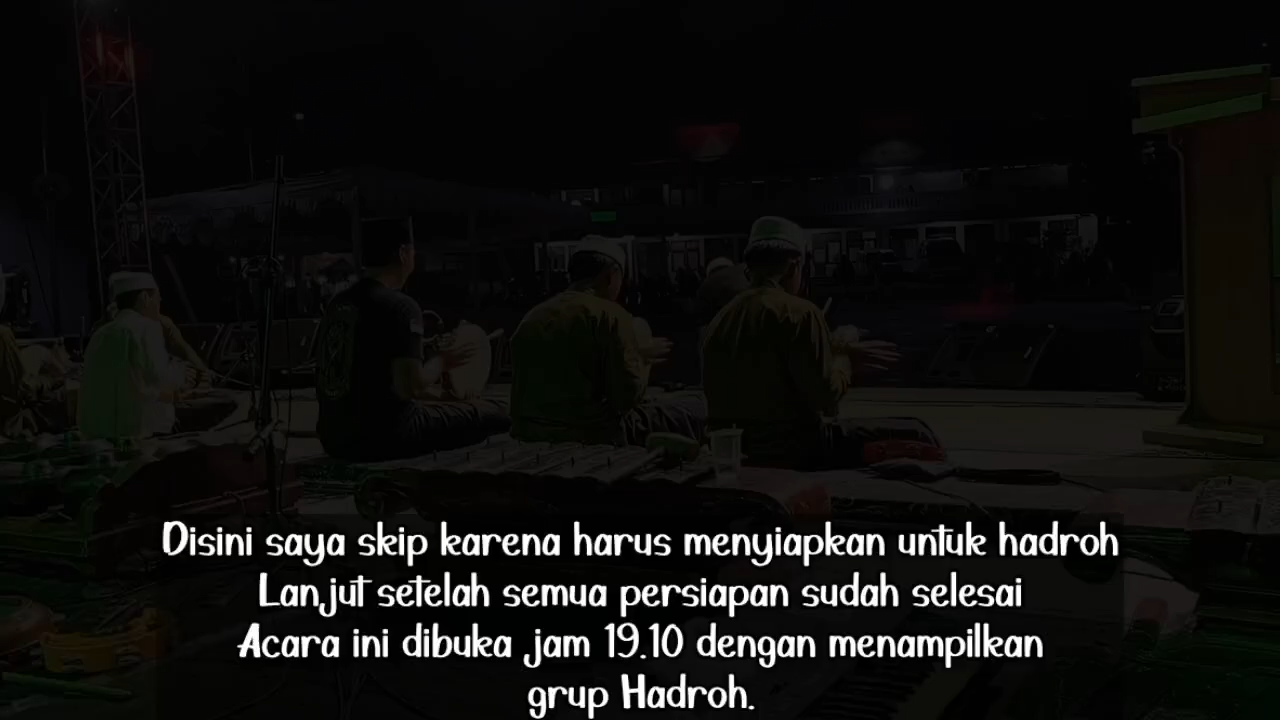 Disini saya skip karena harus menyiapkan untuk hadroh
Lanjut setelah semua persiapan sudah selesai
Acara ini dibuka jam 19.10 dengan menampilkan
grup Hadroh.